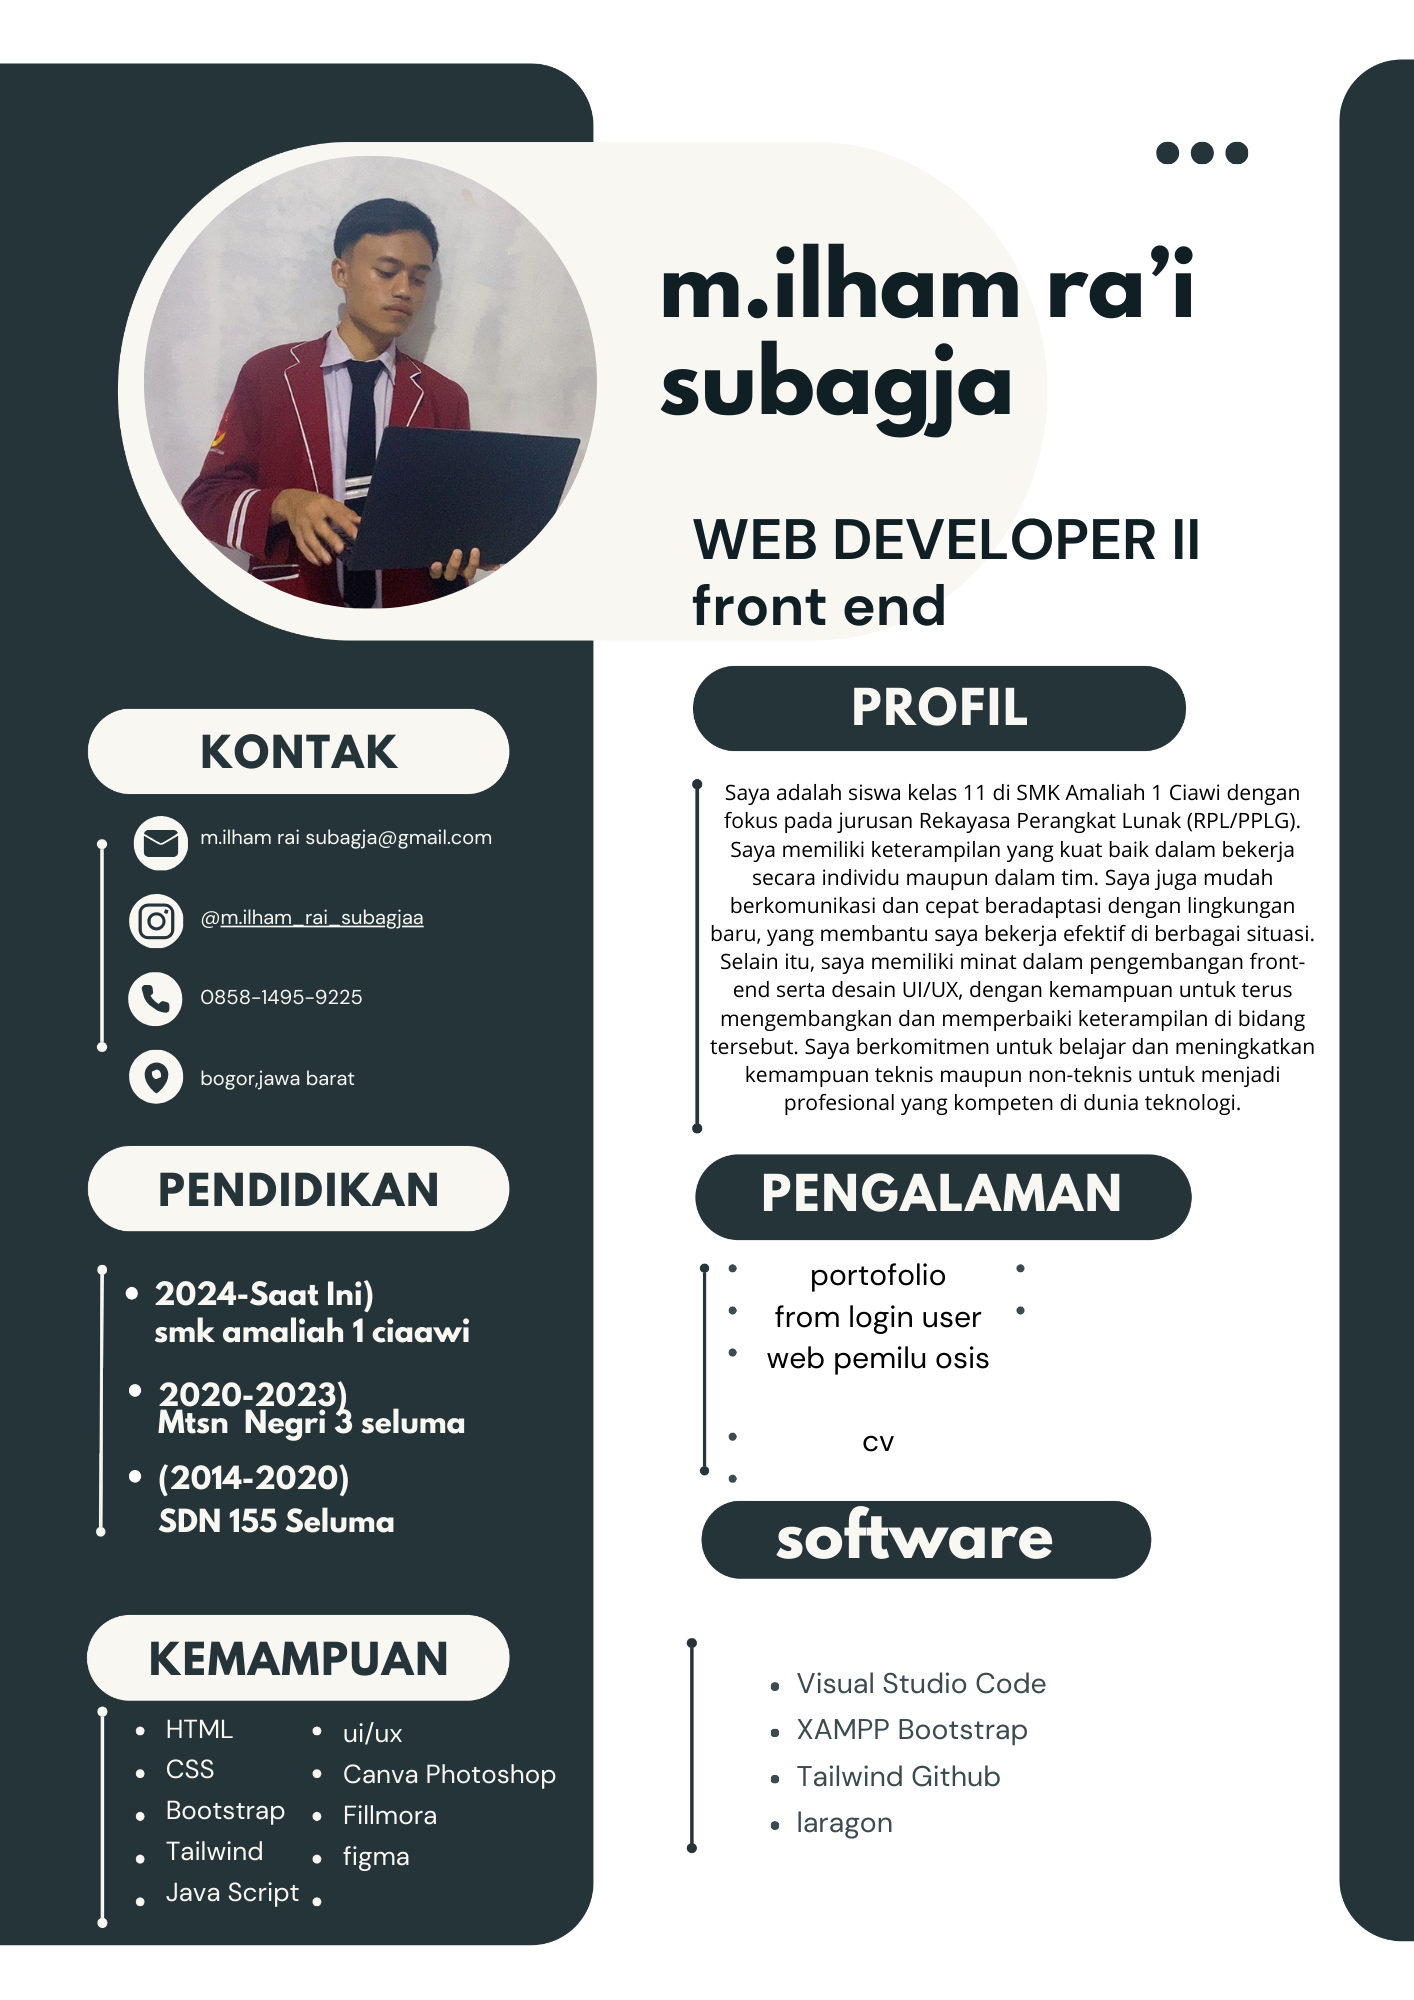 m.ilham ra’i
subagja
WEB DEVELOPER II
front end
KONTAK
m.ilham rai subagja@gmail.com
@m.ilham_rai_subagjaa
0858-1495-9225
bogor,jawa barat
PENDIDIKAN
2024-Saat Ini)
smk amaliah 1 ciaawi
2020-2023)
Mtsn  Negri 3 seluma
(2014-2020)
SDN 155 Seluma
KEMAMPUAN
HTML
CSS
Bootstrap
Tailwind
Java Script
ui/ux
Canva Photoshop
Fillmora
figma
PROFIL
Saya adalah siswa kelas 11 di SMK Amaliah 1 Ciawi dengan
fokus pada jurusan Rekayasa Perangkat Lunak (RPL/PPLG).
Saya memiliki keterampilan yang kuat baik dalam bekerja
secara individu maupun dalam tim. Saya juga mudah
berkomunikasi dan cepat beradaptasi dengan lingkungan
baru, yang membantu saya bekerja efektif di berbagai situasi.
Selain itu, saya memiliki minat dalam pengembangan front-
end serta desain UI/UX, dengan kemampuan untuk terus
mengembangkan dan memperbaiki keterampilan di bidang
tersebut. Saya berkomitmen untuk belajar dan meningkatkan
kemampuan teknis maupun non-teknis untuk menjadi
profesional yang kompeten di dunia teknologi.
PENGALAMAN
portofolio
from login user
web pemilu osis
cv
software
Visual Studio Code
XAMPP Bootstrap
Tailwind Github
laragon